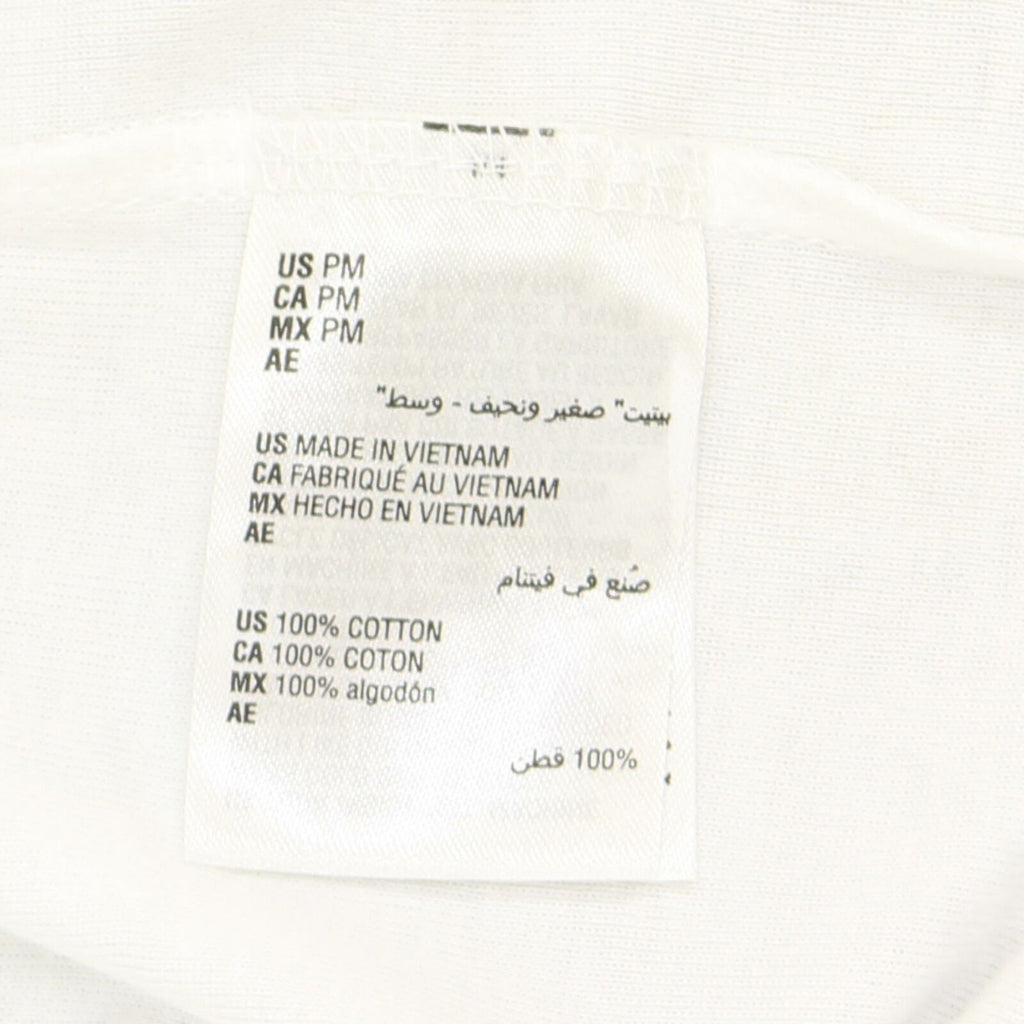 US PM
CA PM
MX PM
AE
بيتيت" صغير ونحيف - وسط"
US MADE IN VIETNAM
CA FABRIQUÉ AU VIETNAM
MX HECHO EN VIETNAM
AE
صُنع في فيتنام
US 100% COTTON
CA 100% COTON
MX 100% algodón
AE
100% قطن